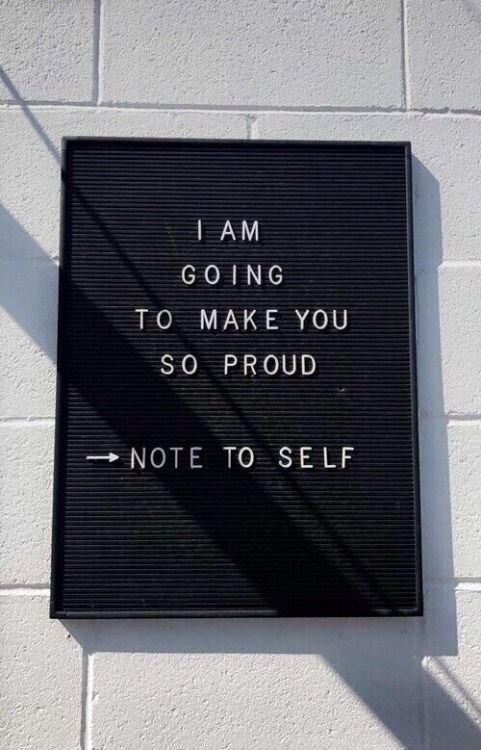 I AM
GOING
TO MAKE YOU
SO PROUD
→ NOTE TO SELF